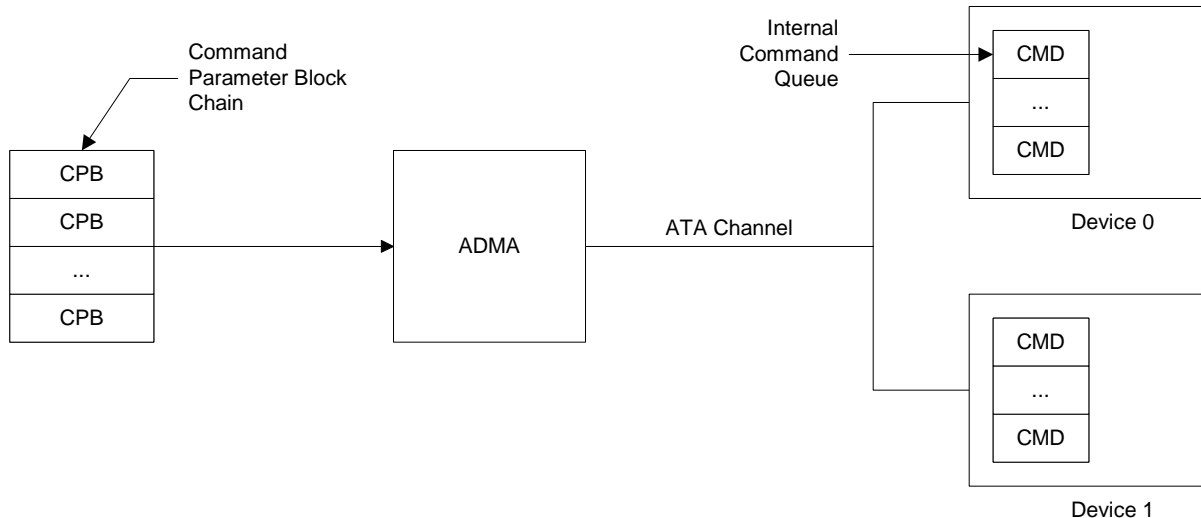 Command
Parameter Block
Chain
CPB
CPB
...
CPB
ADMA
ATA Channel
Internal
Command
Queue
CMD
...
CMD
Device 0
CMD
...
CMD
Device 1